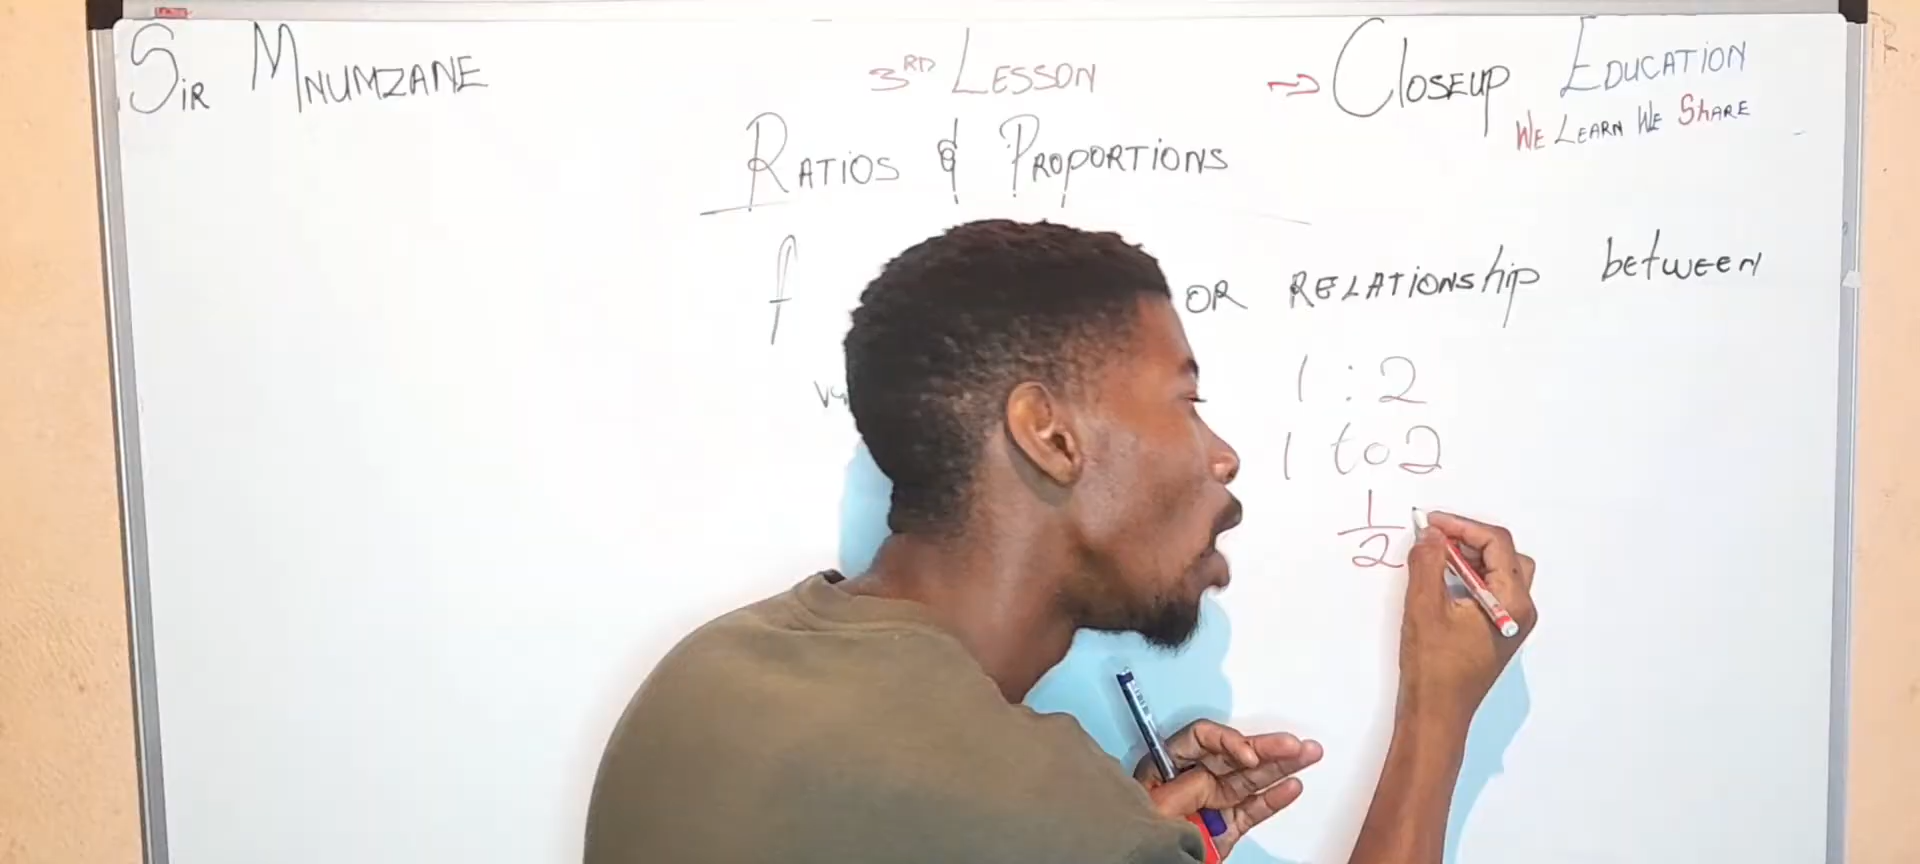 Sir Mnumzane
3RD Lesson
→ Closeup Education
We Learn We Share
Ratios & Proportions
or relationship between
1 : 2
1 to 2
1
2